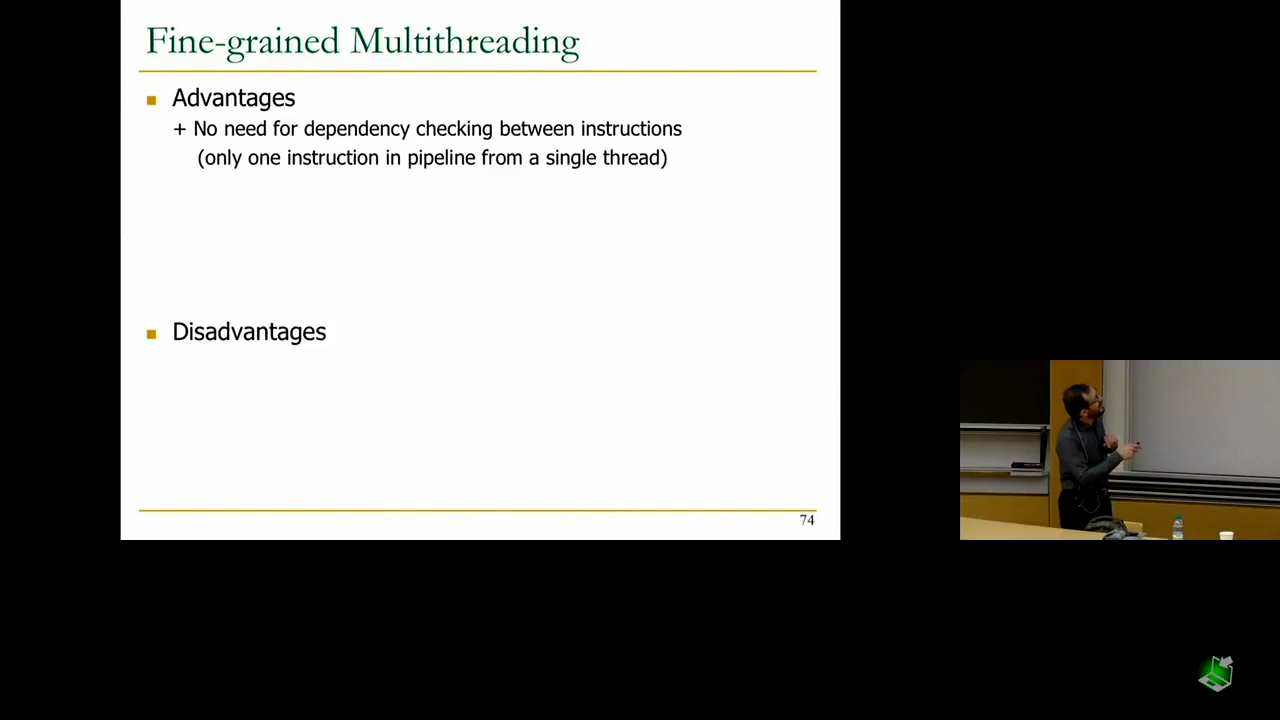 Fine-grained Multithreading
Advantages
+ No need for dependency checking between instructions
(only one instruction in pipeline from a single thread)
Disadvantages
74